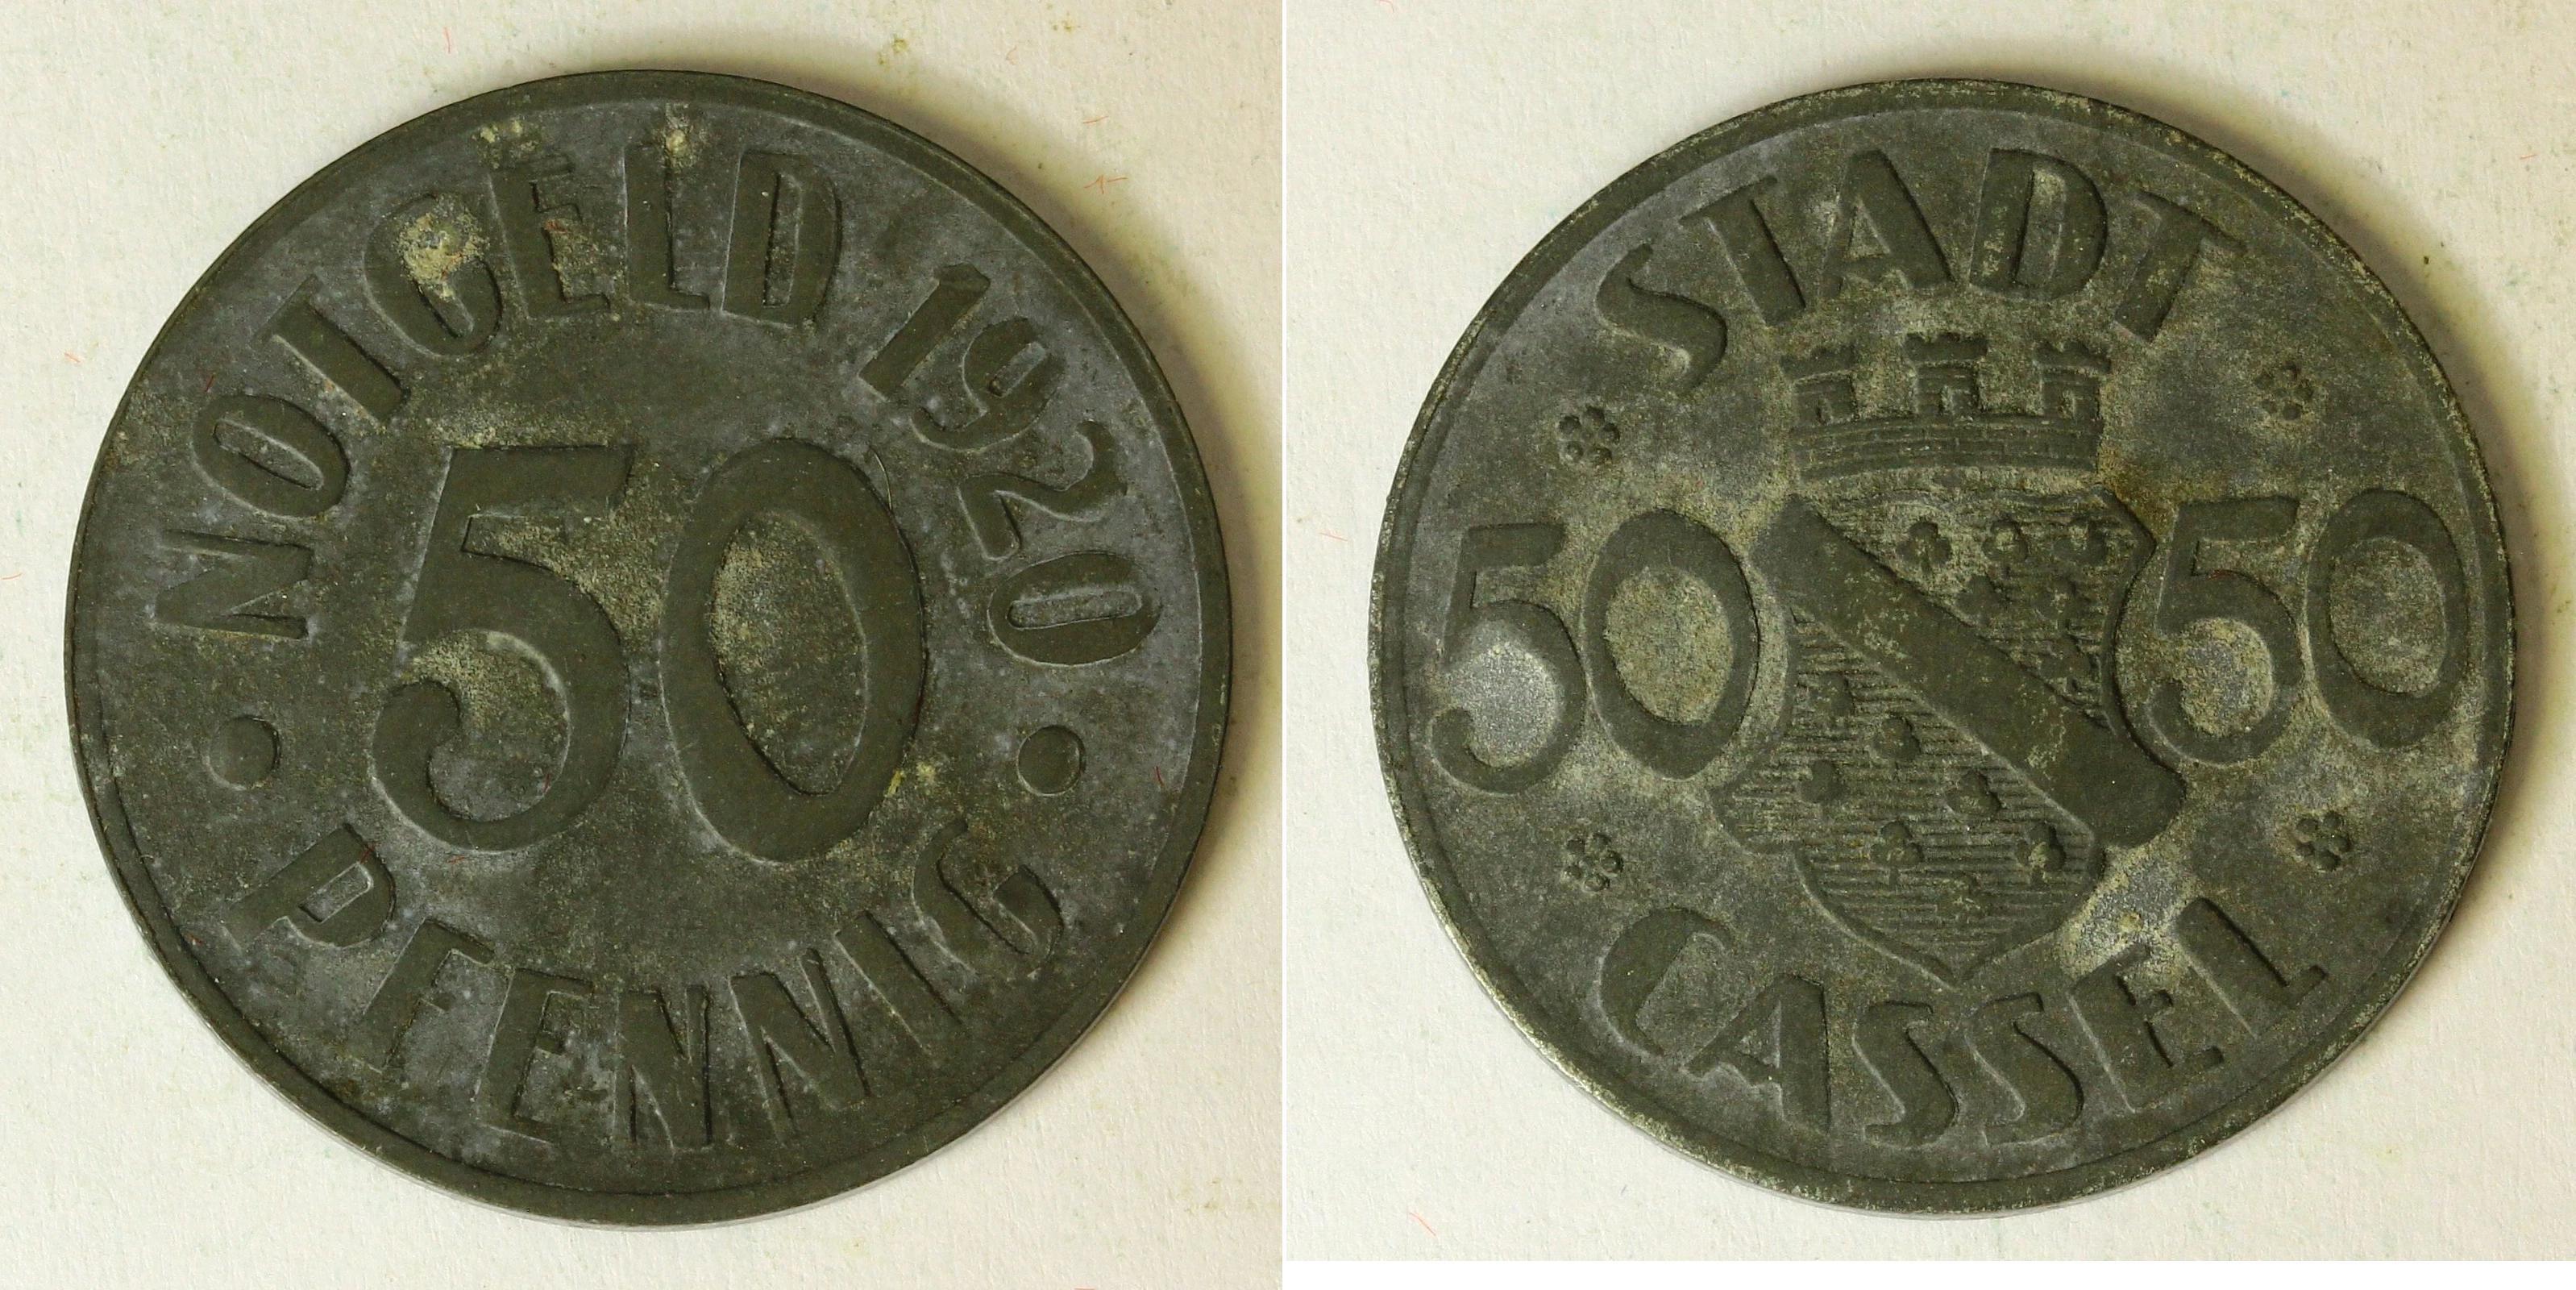 NOTGELD 1920
50
PFENNIG
STADT
50 50
CASSEL